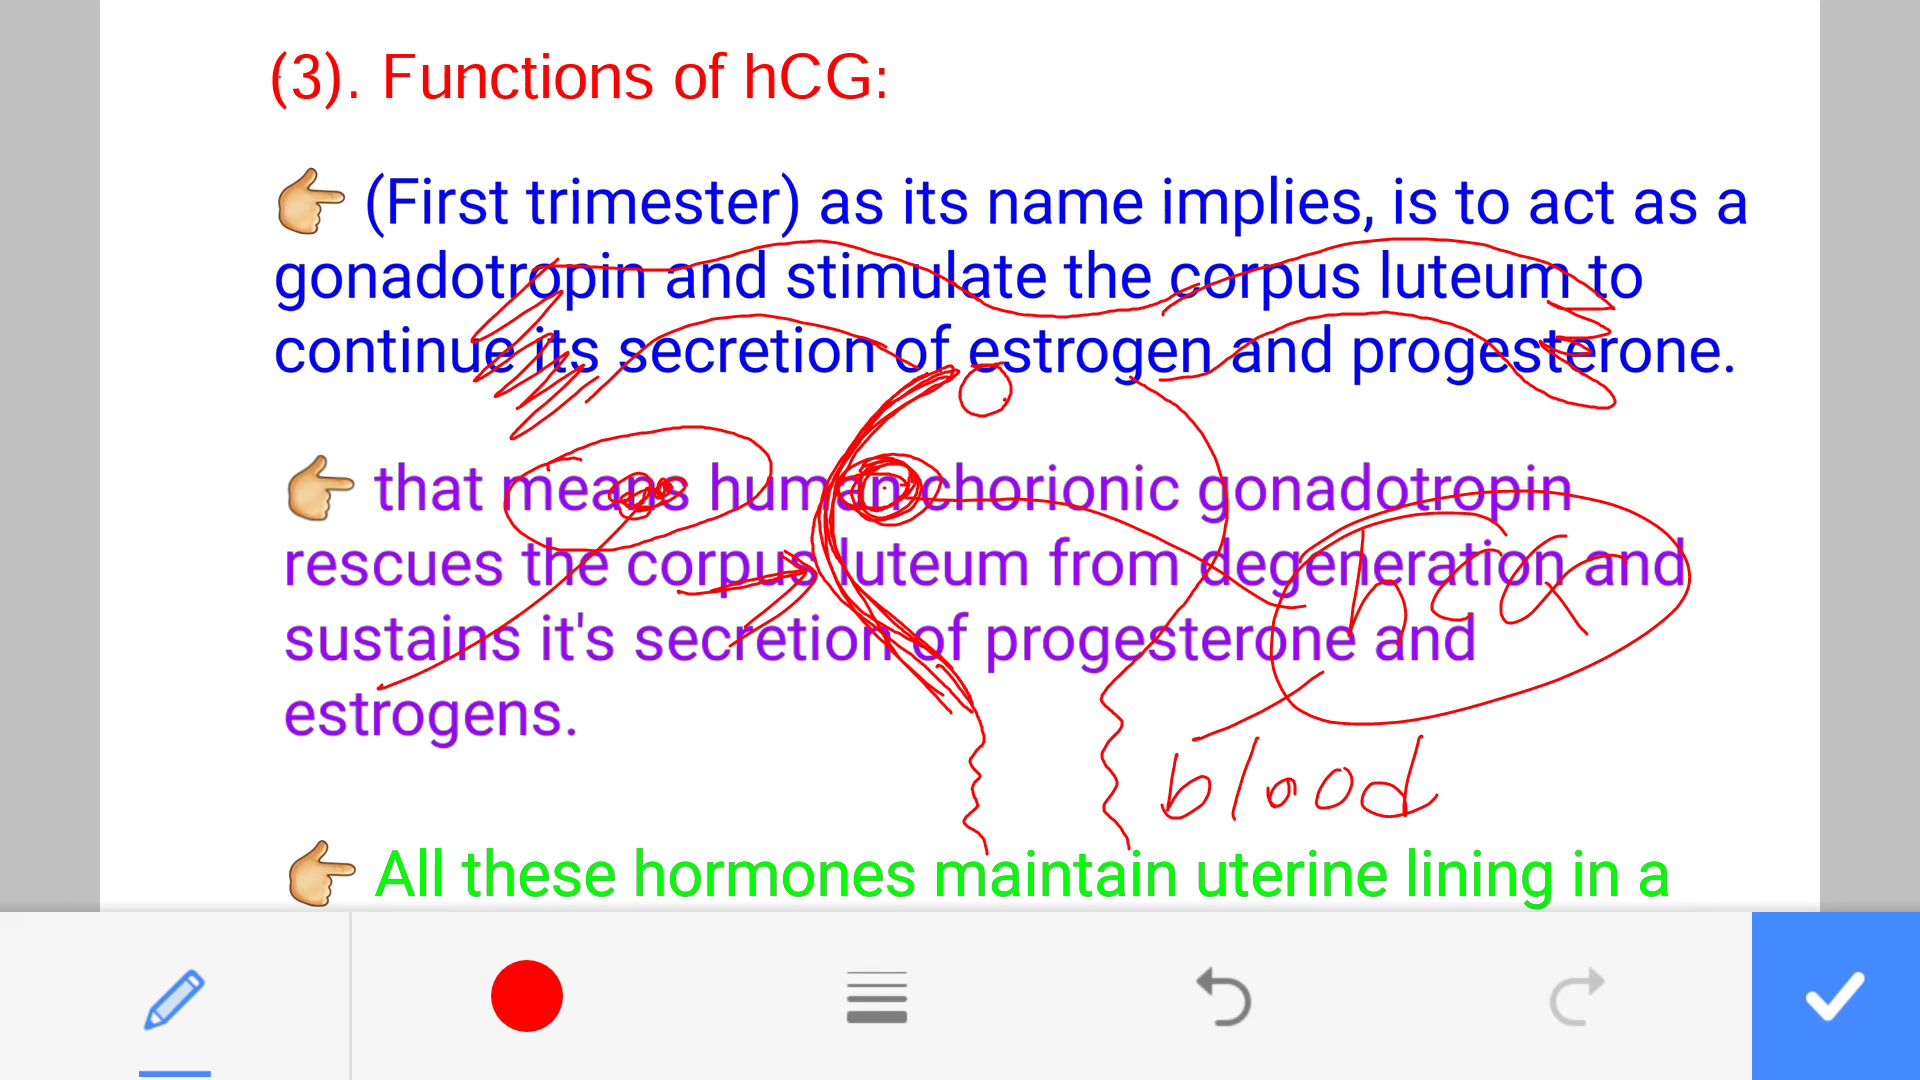 (3). Functions of hCG:
👉 (First trimester) as its name implies, is to act as a
gonadotropin and stimulate the corpus luteum to
continue its secretion of estrogen and progesterone.
👉 that means human chorionic gonadotropin
rescues the corpus luteum from degeneration and
sustains it's secretion of progesterone and
estrogens.
hCG
blood
👉 All these hormones maintain uterine lining in a